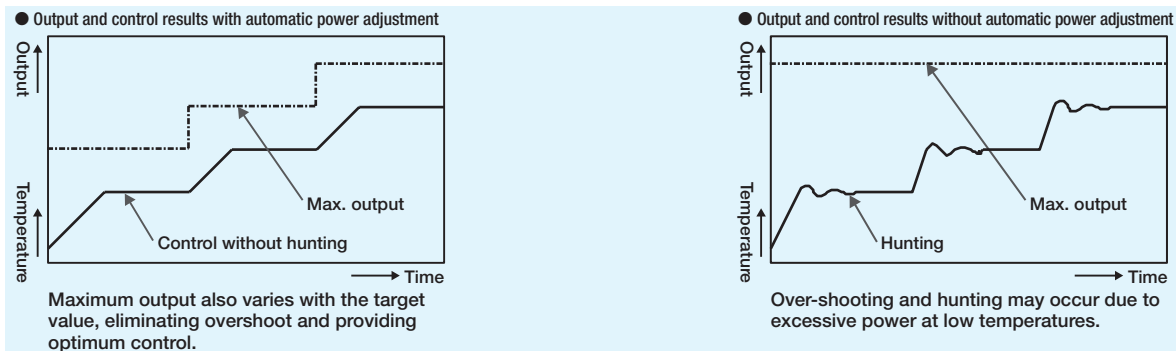 ● Output and control results with automatic power adjustment
Output
Temperature
Max. output
Control without hunting
Time
Maximum output also varies with the target
value, eliminating overshoot and providing
optimum control.
● Output and control results without automatic power adjustment
Output
Temperature
Max. output
Hunting
Time
Over-shooting and hunting may occur due to
excessive power at low temperatures.